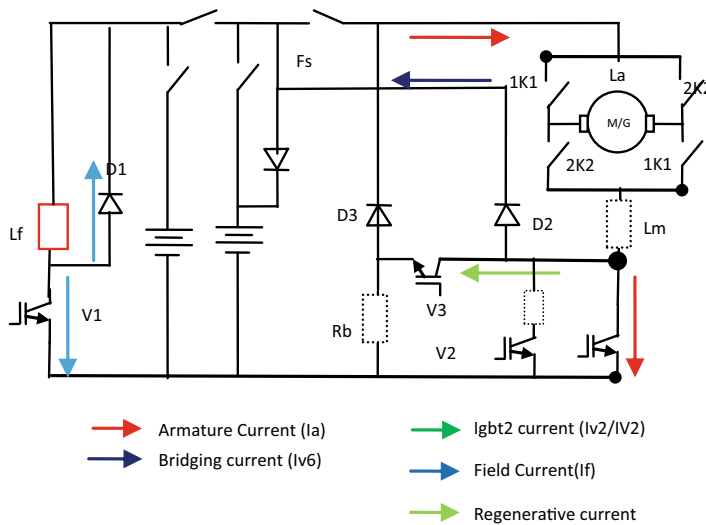 Fs
1K1
La
2K2
M/G
2K2
1K1
D1
Lf
D3
D2
Lm
V1
V3
Rb
V2
Armature Current (Ia)
Bridging current (Iv6)
Igbt2 current (Iv2/IV2)
Field Current(If)
Regenerative current